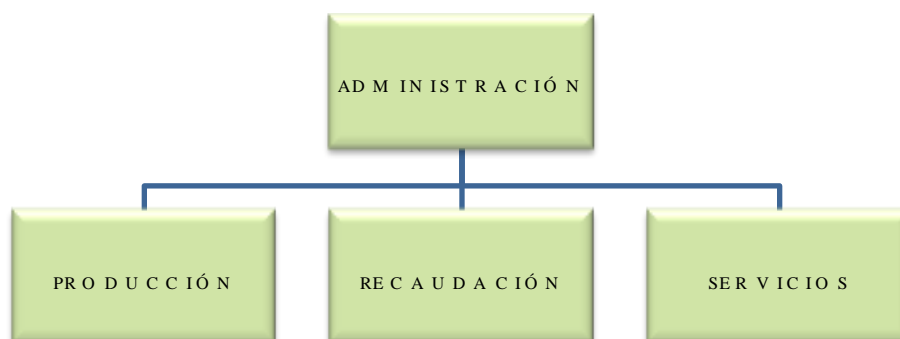 ADMINISTRACIÓN
PRODUCCIÓN
RECAUDACIÓN
SERVICIOS